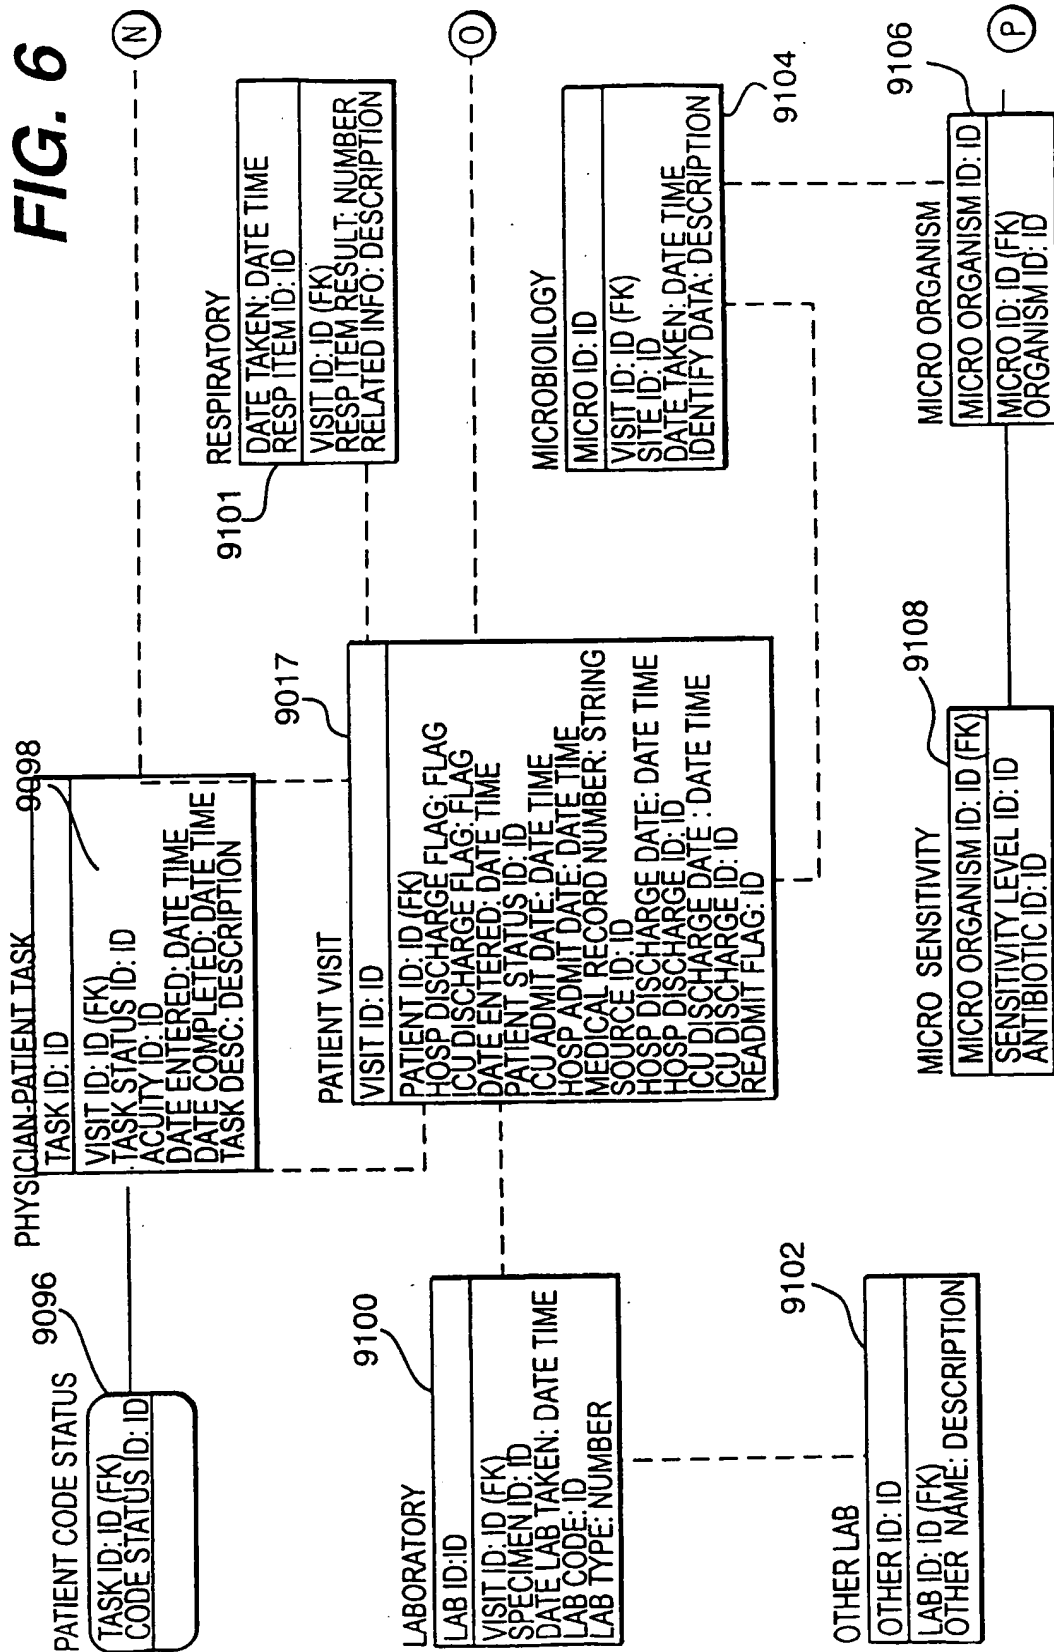 FIG. 6
PATIENT CODE STATUS
9096
TASK ID: ID (FK)
CODE STATUS ID: ID
PHYSICIAN-PATIENT TASK
9098
TASK ID: ID
VISIT ID: ID (FK)
TASK STATUS ID: ID
ACUITY ID: ID
DATE ENTERED: DATE TIME
DATE COMPLETED: DATE TIME
TASK DESC: DESCRIPTION
N
RESPIRATORY
9101
DATE TAKEN: DATE TIME
RESP ITEM ID: ID
VISIT ID: ID (FK)
RESP ITEM RESULT: NUMBER
RELATED INFO: DESCRIPTION
LABORATORY
9100
LAB ID:ID
VISIT ID: ID (FK)
SPECIMEN ID: ID
DATE LAB TAKEN: DATE TIME
LAB CODE: ID
LAB TYPE: NUMBER
PATIENT VISIT
9017
VISIT ID: ID
PATIENT ID: ID (FK)
HOSP DISCHARGE FLAG: FLAG
ICU DISCHARGE FLAG: FLAG
DATE ENTERED: DATE TIME
PATIENT STATUS ID: ID
ICU ADMIT DATE: DATE TIME
HOSP ADMIT DATE: DATE TIME
MEDICAL RECORD NUMBER: STRING
SOURCE ID: ID
HOSP DISCHARGE DATE: DATE TIME
HOSP DISCHARGE ID: ID
ICU DISCHARGE DATE : DATE TIME
ICU DISCHARGE ID: ID
READMIT FLAG: ID
O
MICROBIOILOGY
9104
MICRO ID: ID
VISIT ID: ID (FK)
SITE ID: ID
DATE TAKEN: DATE TIME
IDENTIFY DATA: DESCRIPTION
OTHER LAB
9102
OTHER ID: ID
LAB ID: ID (FK)
OTHER NAME: DESCRIPTION
MICRO SENSITIVITY
9108
MICRO ORGANISM ID: ID (FK)
SENSITIVITY LEVEL ID: ID
ANTIBIOTIC ID: ID
MICRO ORGANISM
9106
MICRO ORGANISM ID: ID
MICRO ID: ID (FK)
ORGANISM ID: ID
P